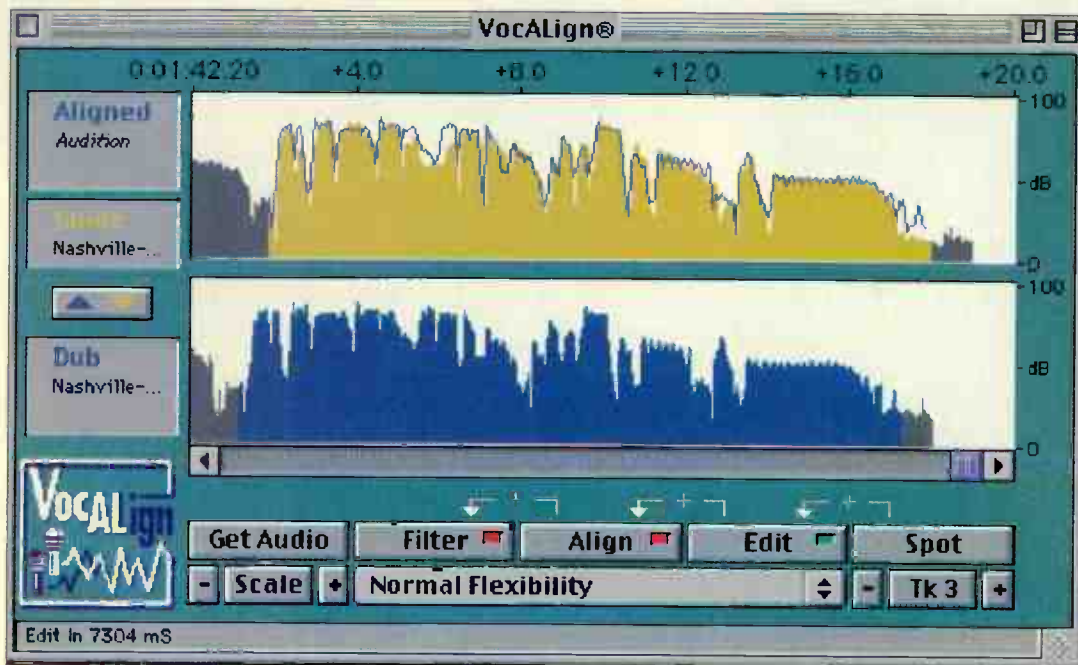 VocALign®
0:01:42.20 +4.0 +8.0 +12.0 +16.0 +20.0
Aligned
Audition
100
dB
0
Guide
Nashville-...
100
dB
0
Dub
Nashville-...
VOCALign
Get Audio Filter Align Edit Spot
- Scale + Normal Flexibility - Tk 3 +
Edit in 7304 mS